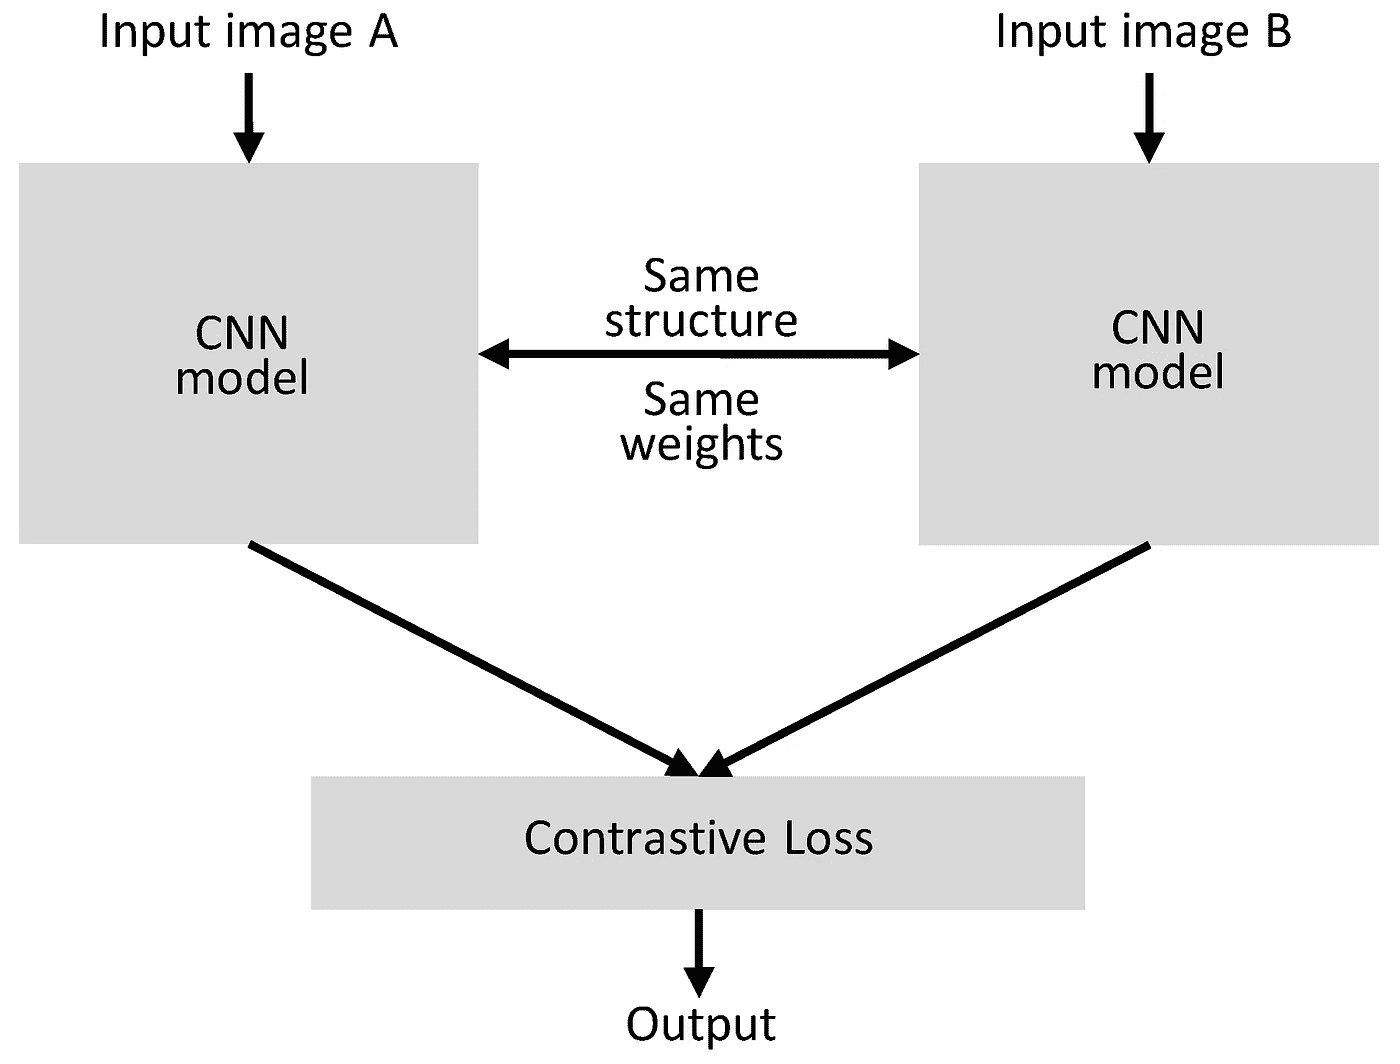 Input image A
Input image B
CNN
model
Same
structure
Same
weights
CNN
model
Contrastive Loss
Output